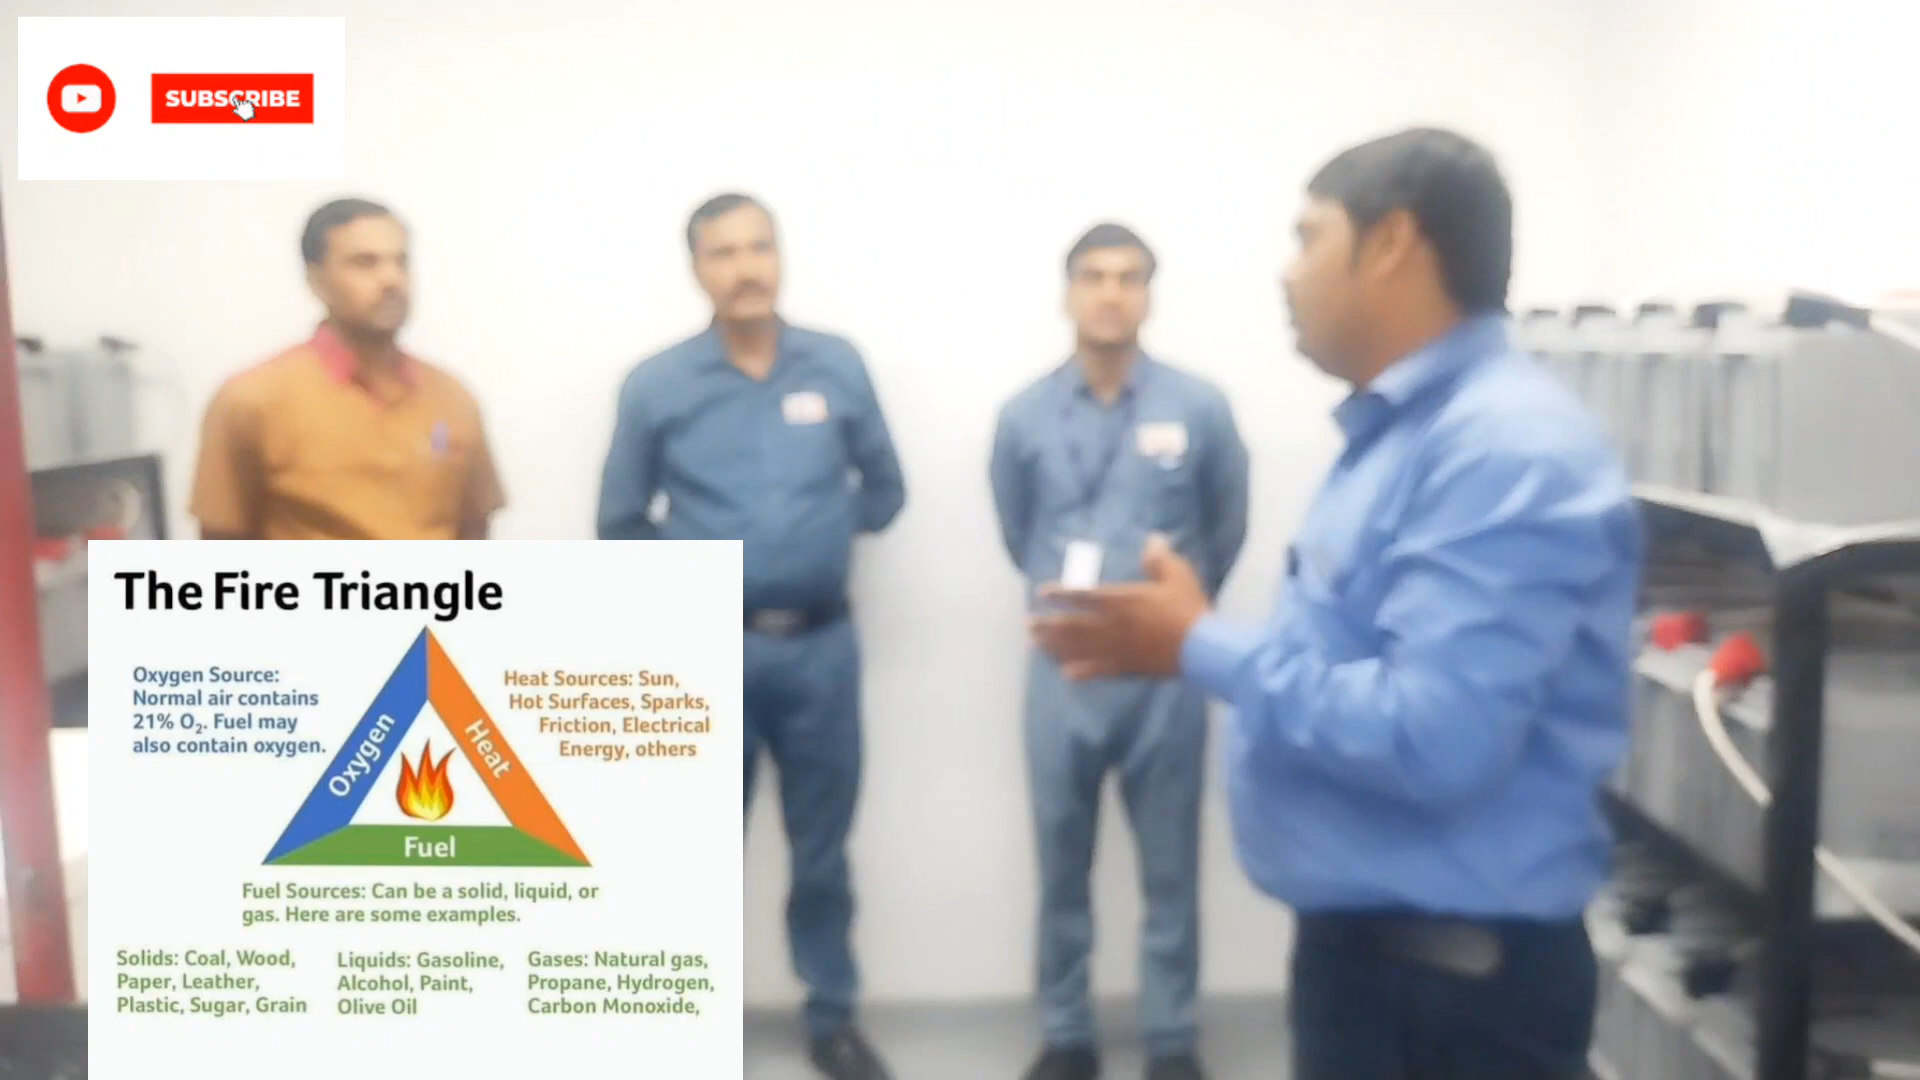 SUBSCRIBE
The Fire Triangle
Oxygen Source:
Normal air contains
21% O₂. Fuel may
also contain oxygen.
Heat Sources: Sun,
Hot Surfaces, Sparks,
Friction, Electrical
Energy, others
Oxygen
Heat
Fuel
Fuel Sources: Can be a solid, liquid, or
gas. Here are some examples.
Solids: Coal, Wood,
Paper, Leather,
Plastic, Sugar, Grain
Liquids: Gasoline,
Alcohol, Paint,
Olive Oil
Gases: Natural gas,
Propane, Hydrogen,
Carbon Monoxide,